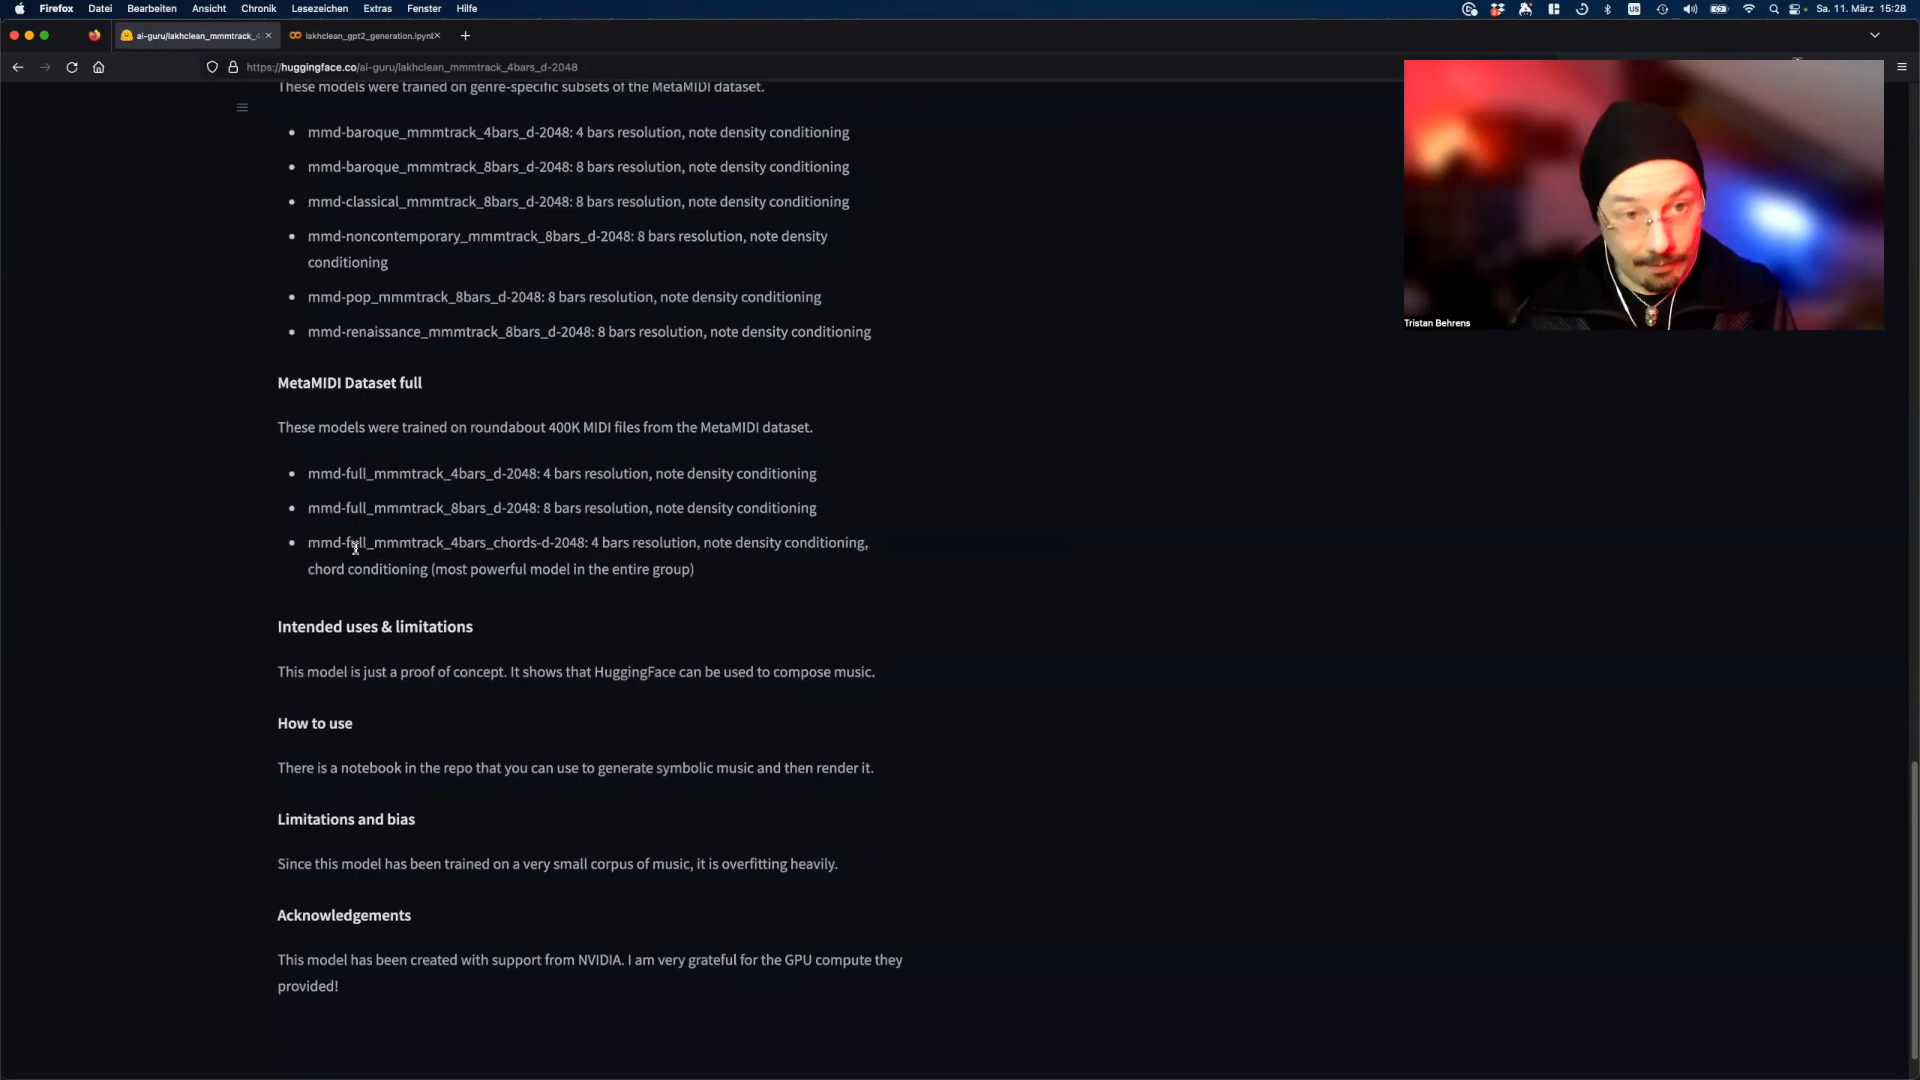 Firefox Datei Bearbeiten Ansicht Chronik Lesezeichen Extras Fenster Hilfe
US
Sa. 11. März 15:28
ai-guru/lakhclean_mmmtrack_4
lakhclean_gpt2_generation.ipynb
https://huggingface.co/ai-guru/lakhclean_mmmtrack_4bars_d-2048
These models were trained on genre-specific subsets of the MetaMIDI dataset.
mmd-baroque_mmmtrack_4bars_d-2048: 4 bars resolution, note density conditioning
mmd-baroque_mmmtrack_8bars_d-2048: 8 bars resolution, note density conditioning
mmd-classical_mmmtrack_8bars_d-2048: 8 bars resolution, note density conditioning
mmd-noncontemporary_mmmtrack_8bars_d-2048: 8 bars resolution, note density
conditioning
mmd-pop_mmmtrack_8bars_d-2048: 8 bars resolution, note density conditioning
mmd-renaissance_mmmtrack_8bars_d-2048: 8 bars resolution, note density conditioning
Tristan Behrens
MetaMIDI Dataset full
These models were trained on roundabout 400K MIDI files from the MetaMIDI dataset.
mmd-full_mmmtrack_4bars_d-2048: 4 bars resolution, note density conditioning
mmd-full_mmmtrack_8bars_d-2048: 8 bars resolution, note density conditioning
mmd-full_mmmtrack_4bars_chords-d-2048: 4 bars resolution, note density conditioning,
chord conditioning (most powerful model in the entire group)
Intended uses & limitations
This model is just a proof of concept. It shows that HuggingFace can be used to compose music.
How to use
There is a notebook in the repo that you can use to generate symbolic music and then render it.
Limitations and bias
Since this model has been trained on a very small corpus of music, it is overfitting heavily.
Acknowledgements
This model has been created with support from NVIDIA. I am very grateful for the GPU compute they
provided!